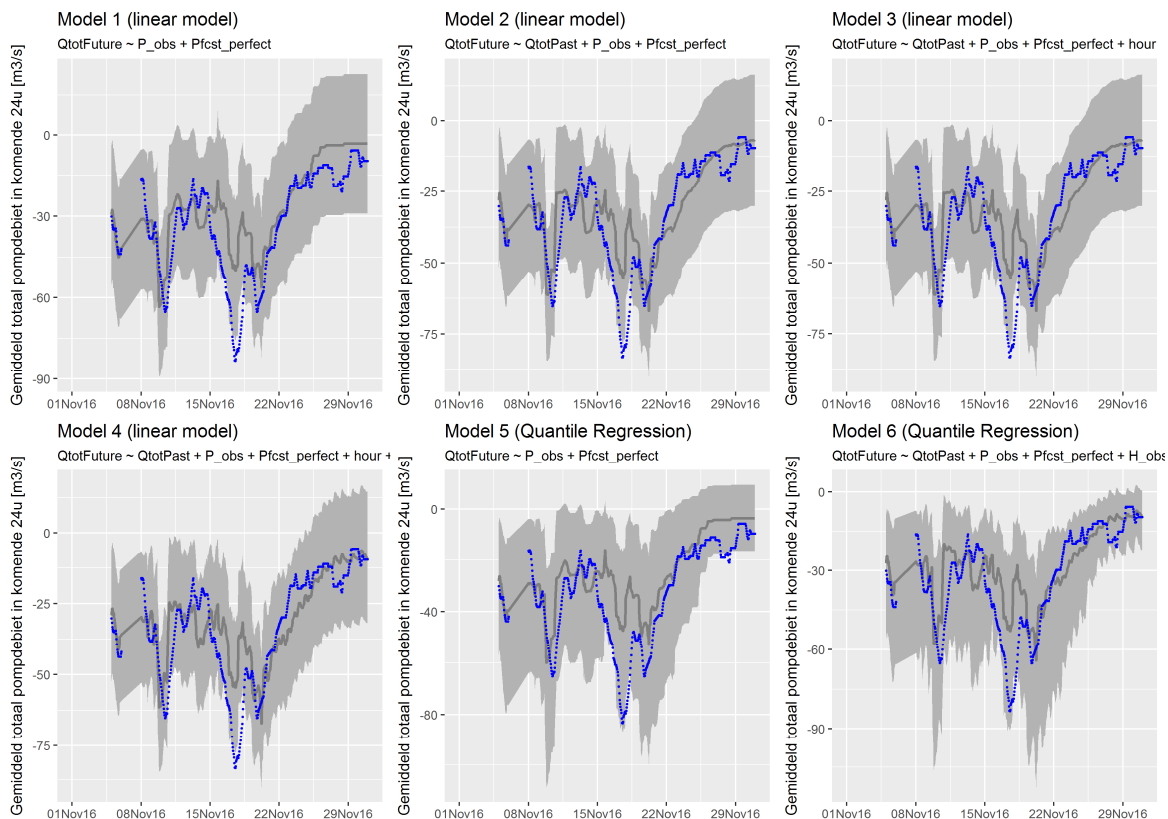 Model 1 (linear model)
QtotFuture ~ P_obs + Pfcst_perfect
Gemiddeld totaal pompdebiet in komende 24u [m3/s]
0
-30
-60
-90
01Nov16 08Nov16 15Nov16 22Nov16 29Nov16
Model 2 (linear model)
QtotFuture ~ QtotPast + P_obs + Pfcst_perfect
Gemiddeld totaal pompdebiet in komende 24u [m3/s]
0
-25
-50
-75
01Nov16 08Nov16 15Nov16 22Nov16 29Nov16
Model 3 (linear model)
QtotFuture ~ QtotPast + P_obs + Pfcst_perfect + hour
Gemiddeld totaal pompdebiet in komende 24u [m3/s]
0
-25
-50
-75
01Nov16 08Nov16 15Nov16 22Nov16 29Nov16
Model 4 (linear model)
QtotFuture ~ QtotPast + P_obs + Pfcst_perfect + hour +
Gemiddeld totaal pompdebiet in komende 24u [m3/s]
0
-25
-50
-75
01Nov16 08Nov16 15Nov16 22Nov16 29Nov16
Model 5 (Quantile Regression)
QtotFuture ~ P_obs + Pfcst_perfect
Gemiddeld totaal pompdebiet in komende 24u [m3/s]
0
-40
-80
01Nov16 08Nov16 15Nov16 22Nov16 29Nov16
Model 6 (Quantile Regression)
QtotFuture ~ QtotPast + P_obs + Pfcst_perfect + H_obs
Gemiddeld totaal pompdebiet in komende 24u [m3/s]
0
-30
-60
-90
01Nov16 08Nov16 15Nov16 22Nov16 29Nov16